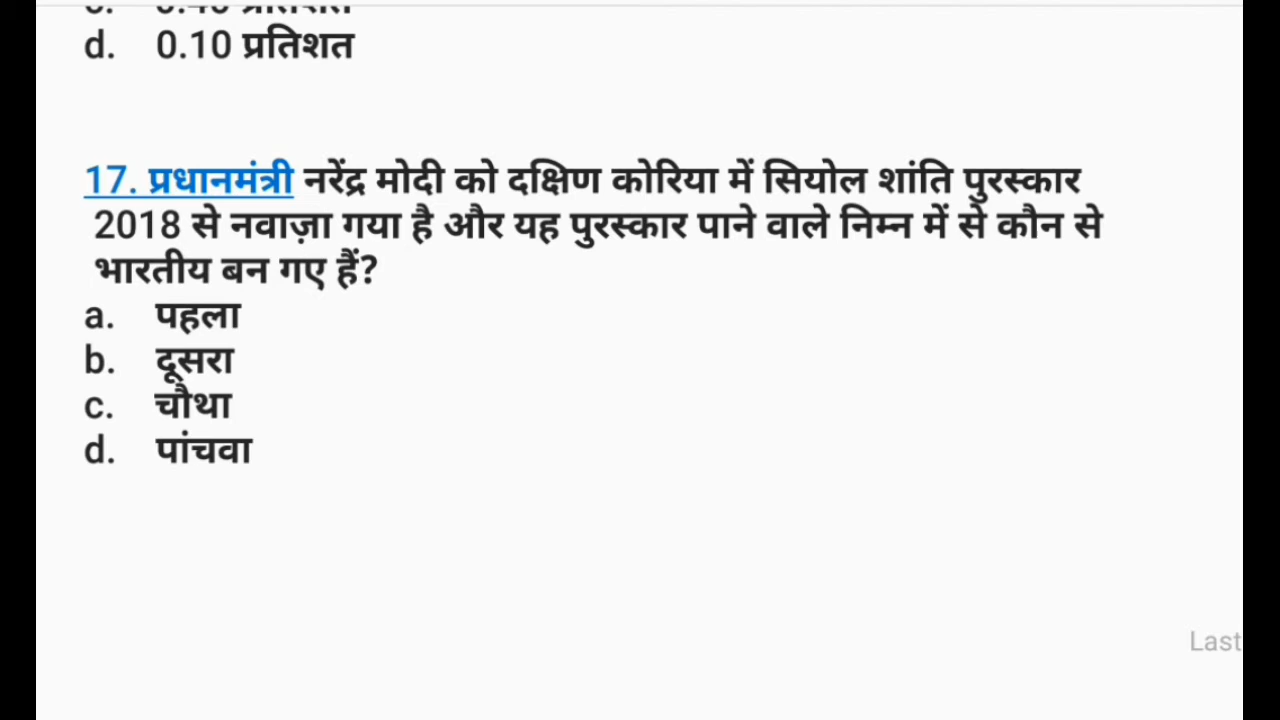 d. 0.10 प्रतिशत
17. प्रधानमंत्री नरेंद्र मोदी को दक्षिण कोरिया में सियोल शांति पुरस्कार
2018 से नवाज़ा गया है और यह पुरस्कार पाने वाले निम्न में से कौन से
भारतीय बन गए हैं?
a. पहला
b. दूसरा
c. चौथा
d. पांचवा
Last